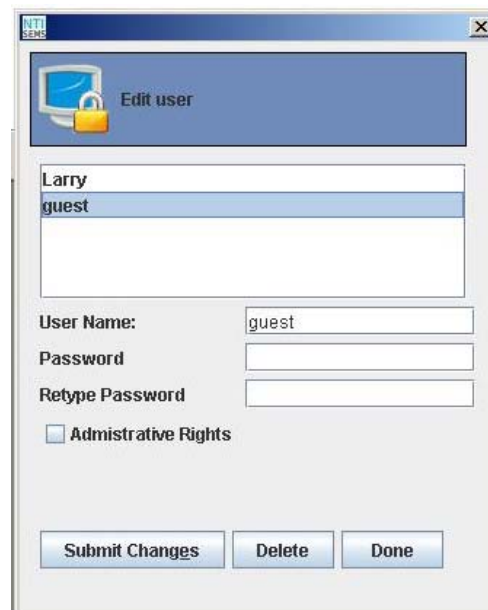 NTI
SEMS
Edit user
Larry
guest
User Name: guest
Password
Retype Password
Admistrative Rights
Submit Changes Delete Done